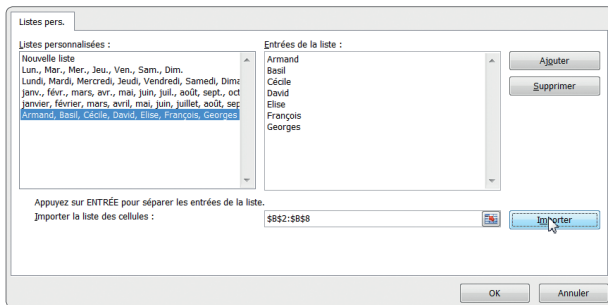 Listes pers.
Listes personnalisées :
Nouvelle liste
Lun., Mar., Mer., Jeu., Ven., Sam., Dim.
Lundi, Mardi, Mercredi, Jeudi, Vendredi, Samedi, Dima
janv., févr., mars, avr., mai, juin, juil., août, sept., oct
janvier, février, mars, avril, mai, juin, juillet, août, sep
Armand, Basil, Cécile, David, Elise, François, Georges
Entrées de la liste :
Armand
Basil
Cécile
David
Elise
François
Georges
Ajouter
Supprimer
Appuyez sur ENTRÉE pour séparer les entrées de la liste.
Importer la liste des cellules :
$B$2:$B$8
Importer
OK
Annuler